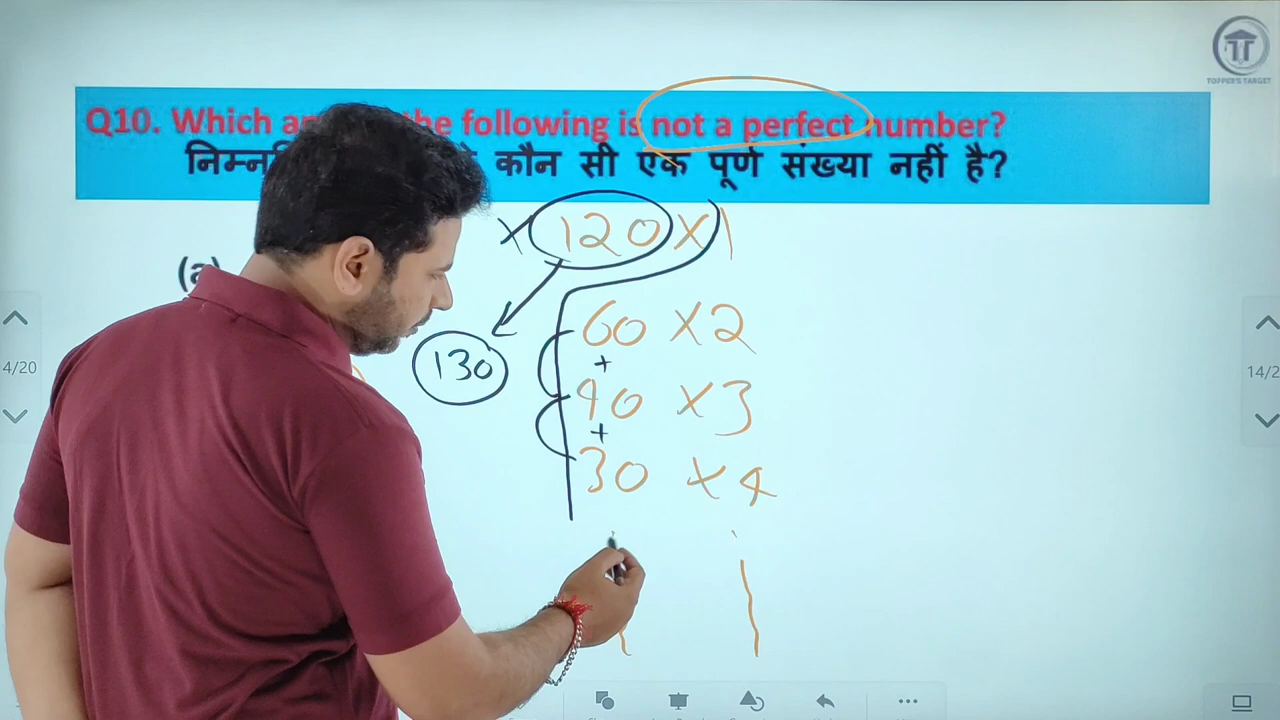 TOPPER'S TARGET
Q10. Which the following is not a perfect number?
कौन सी एक पूर्ण संख्या नहीं है?
(a)
X 120 X 1
60 X 2
130
+
40 X 3
+
30 X 4
4/20
14/2